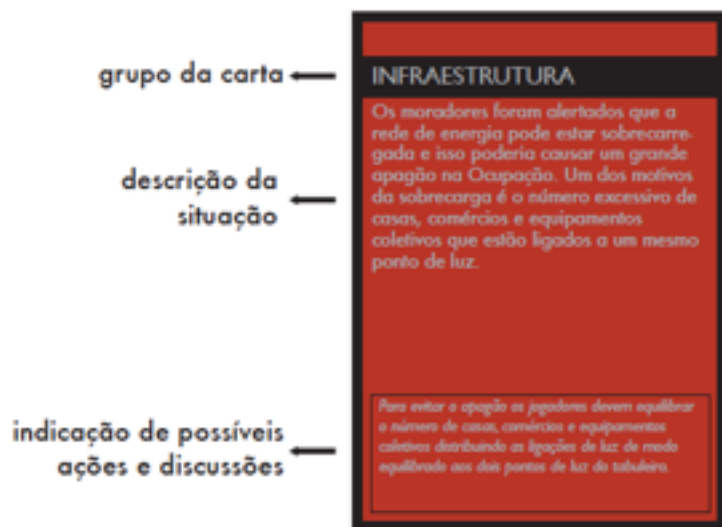 grupo da carta
INFRAESTRUTURA
Os moradores foram alertados que a
rede de energia pode estar sobrecarre-
gada e isso poderia causar um grande
apagão na Ocupação. Um dos motivos
da sobrecarga é o número excessivo de
casas, comércios e equipamentos
coletivos que estão ligados a um mesmo
ponto de luz.
descrição da
situação
indicação de possíveis
ações e discussões
Para evitar o apagão os jogadores devem equilibrar
o número de casas, comércios e equipamentos
coletivos distribuindo as ligações de luz de modo
equilibrado aos dois pontos de luz do tabuleiro.